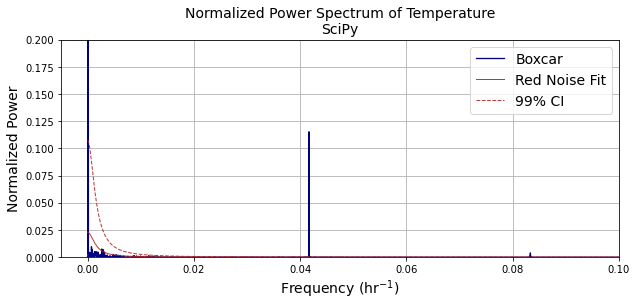 Normalized Power Spectrum of Temperature
SciPy
Normalized Power
0.200
0.175
0.150
0.125
0.100
0.075
0.050
0.025
0.000
Boxcar
Red Noise Fit
99% CI
0.00 0.02 0.04 0.06 0.08 0.10
Frequency (hr⁻¹)